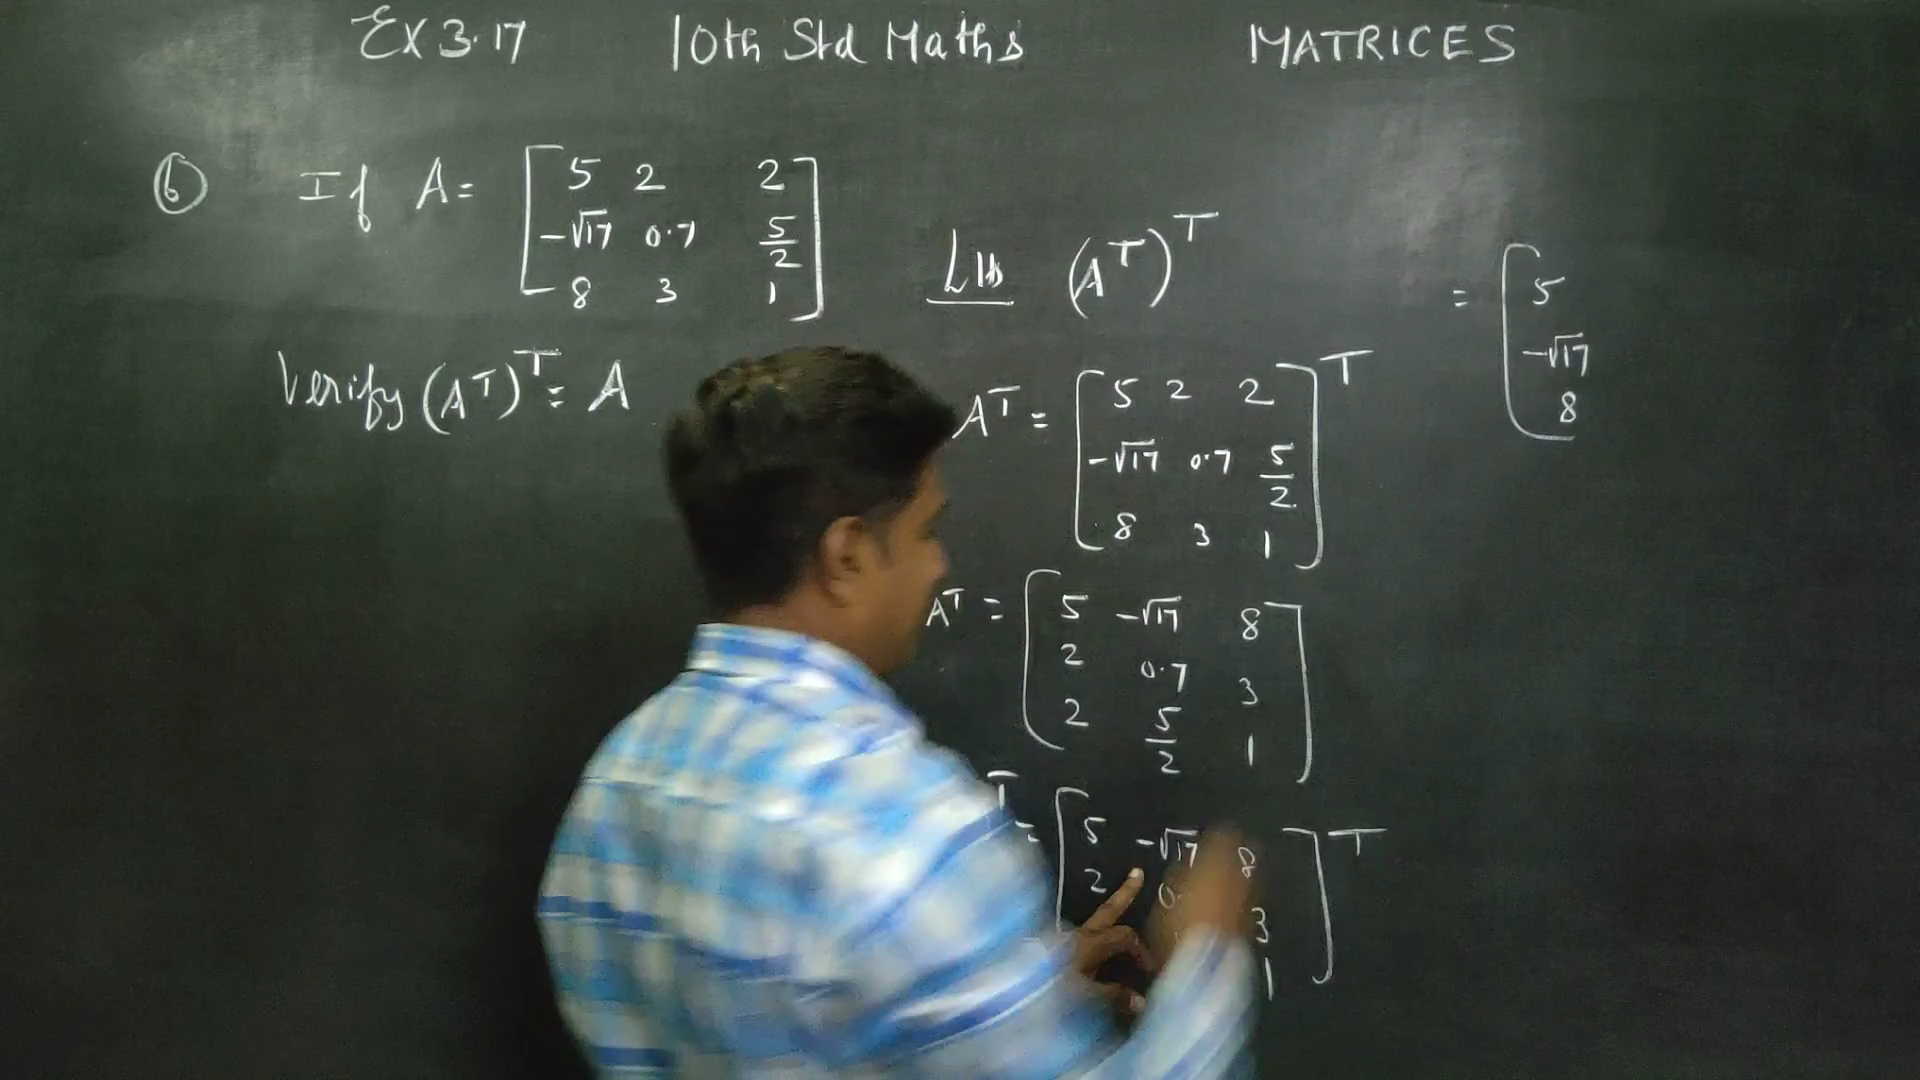 Ex 3.17 10th Std Maths MATRICES
6 If A= [ 5 2 2
-√17 0.7 5/2
8 3 1 ]
Verify (Aᵀ)ᵀ = A
LHS (Aᵀ)ᵀ
Aᵀ = [ 5 2 2 ]ᵀ
-√17 0.7 5/2
8 3 1
Aᵀ = [ 5 -√17 8
2 0.7 3
2 5/2 1 ]
T = [ 5 -√17 8 ]ᵀ
2 3
1
= [ 5
-√17
8